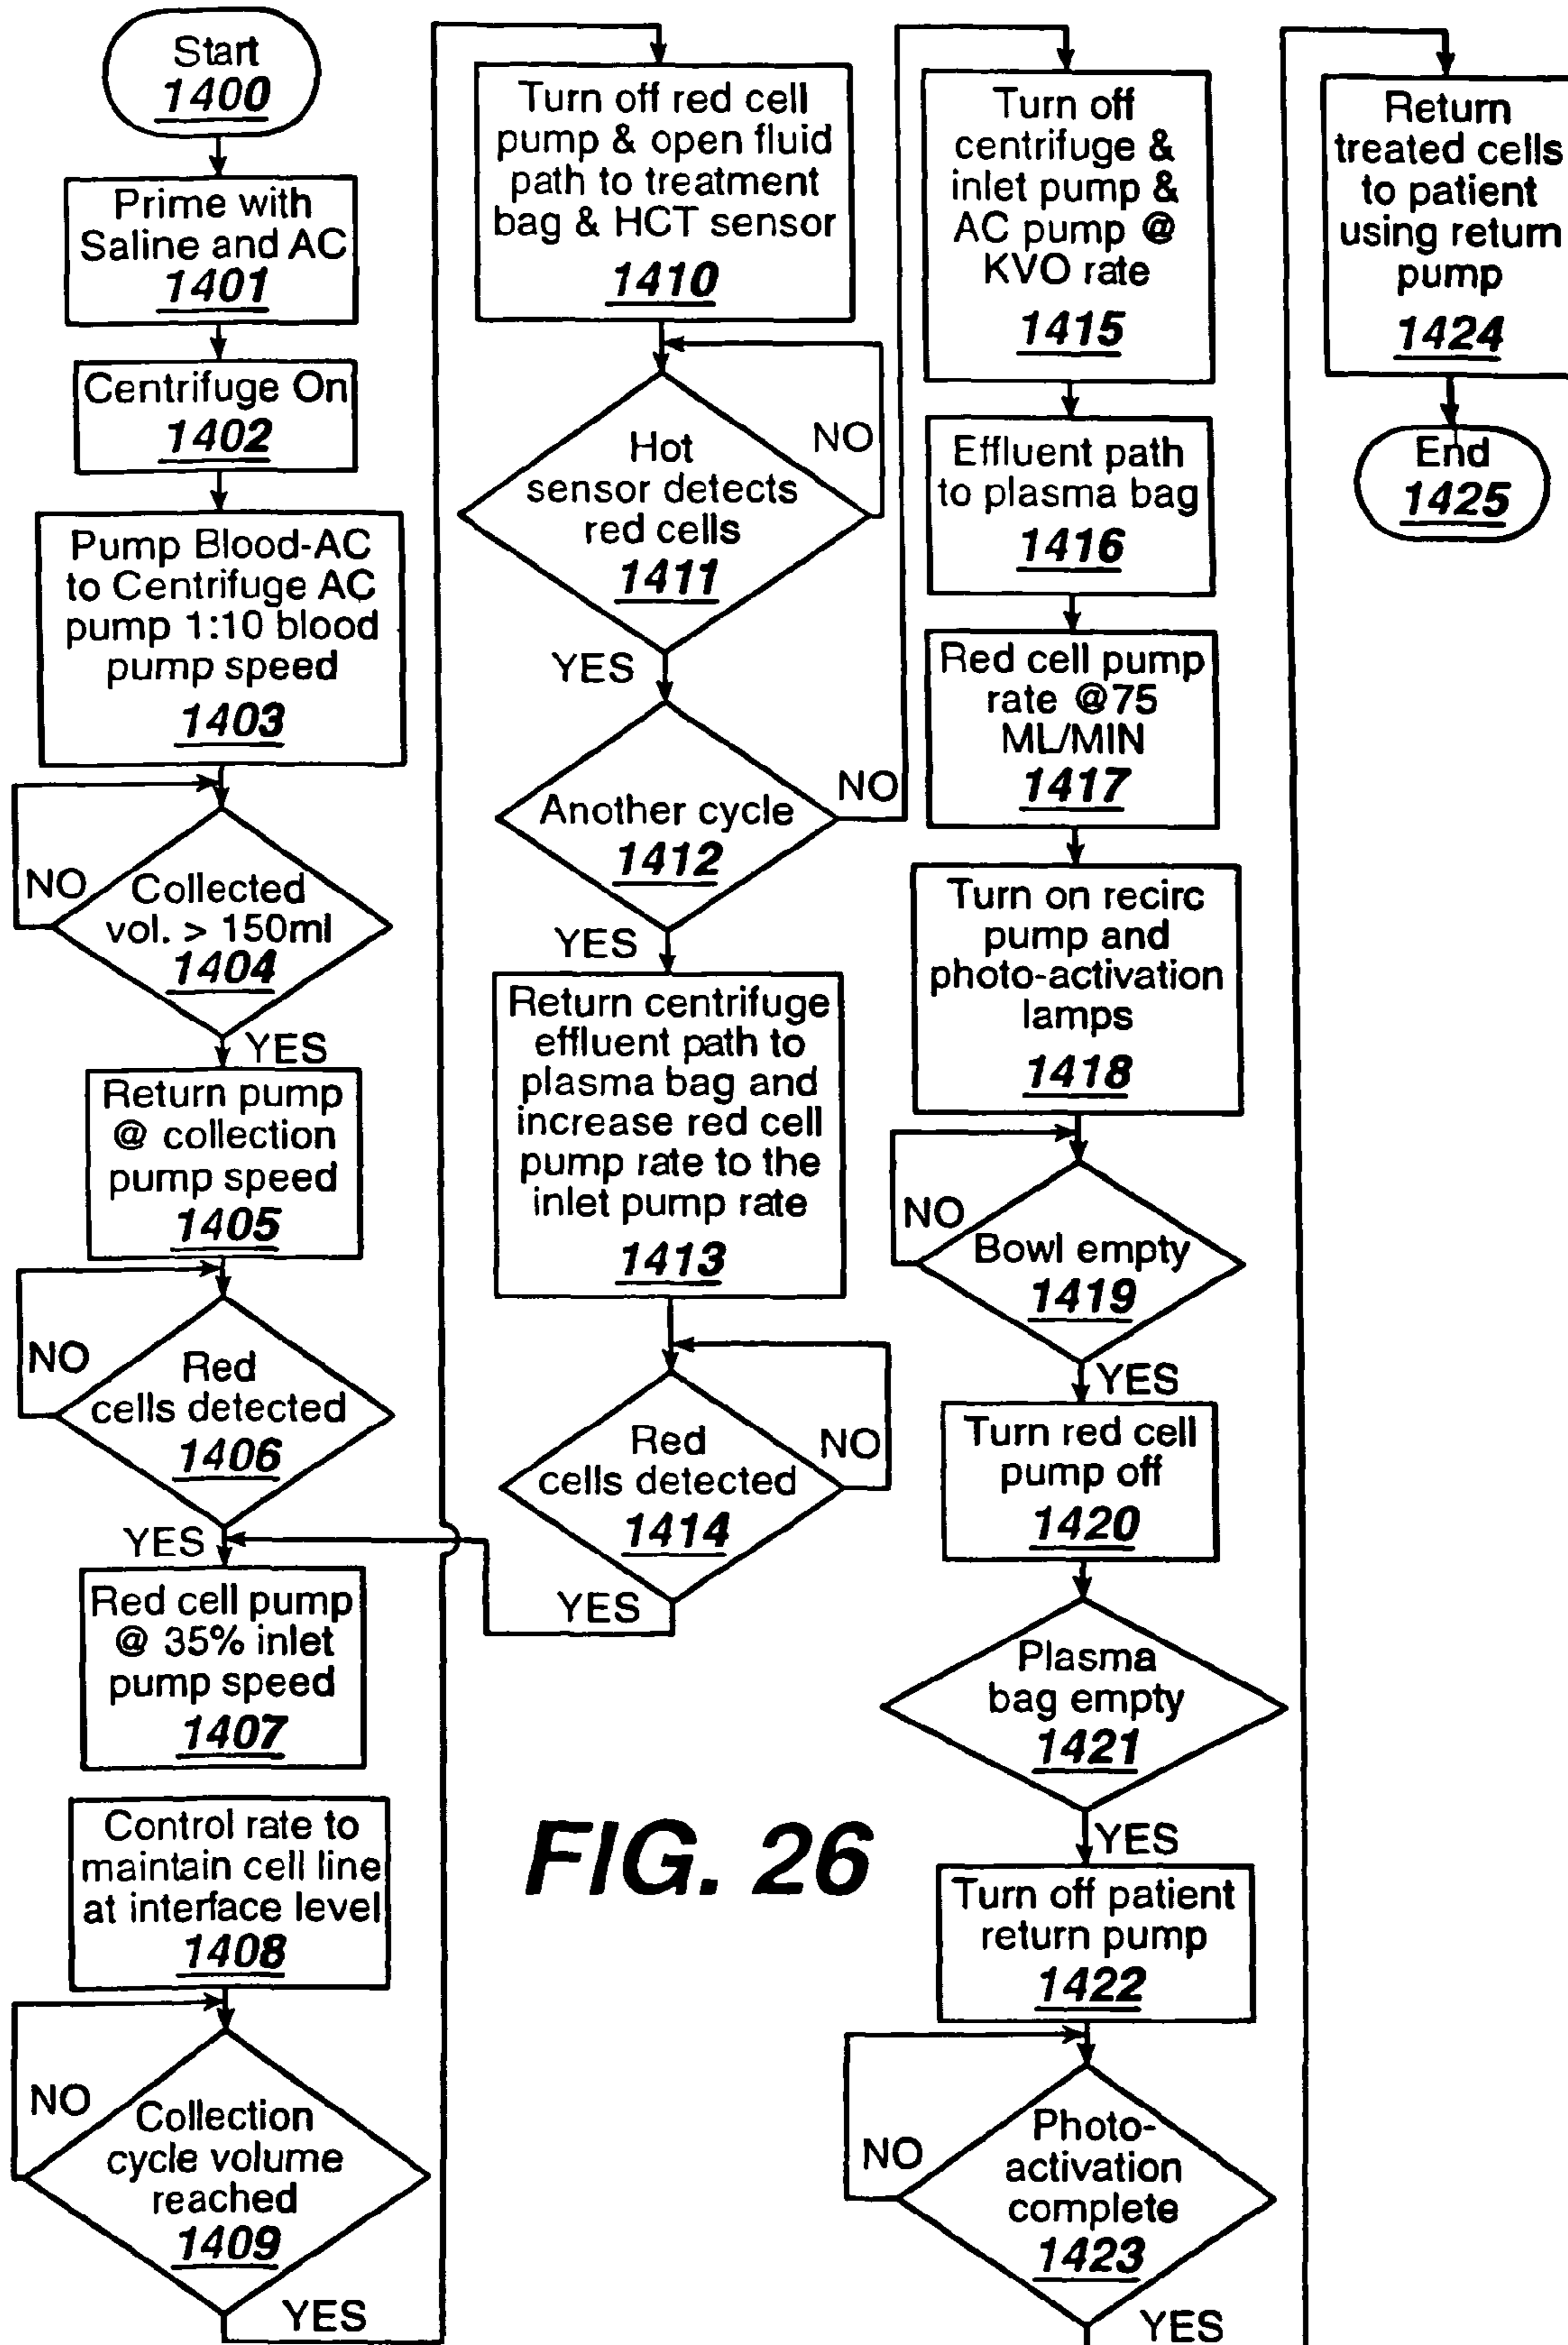 Start
1400
Prime with
Saline and AC
1401
Centrifuge On
1402
Pump Blood-AC
to Centrifuge AC
pump 1:10 blood
pump speed
1403
NO
Collected
vol. > 150ml
1404
YES
Return pump
@ collection
pump speed
1405
NO
Red
cells detected
1406
YES
Red cell pump
@ 35% inlet
pump speed
1407
Control rate to
maintain cell line
at interface level
1408
NO
Collection
cycle volume
reached
1409
YES
Turn off red cell
pump & open fluid
path to treatment
bag & HCT sensor
1410
NO
Hot
sensor detects
red cells
1411
YES
NO
Another cycle
1412
YES
Return centrifuge
effluent path to
plasma bag and
increase red cell
pump rate to the
inlet pump rate
1413
NO
Red
cells detected
1414
YES
FIG. 26
Turn off
centrifuge &
inlet pump &
AC pump @
KVO rate
1415
Effluent path
to plasma bag
1416
Red cell pump
rate @75
ML/MIN
1417
Turn on recirc
pump and
photo-activation
lamps
1418
NO
Bowl empty
1419
YES
Turn red cell
pump off
1420
Plasma
bag empty
1421
YES
Turn off patient
return pump
1422
NO
Photo-
activation
complete
1423
YES
Return
treated cells
to patient
using return
pump
1424
End
1425